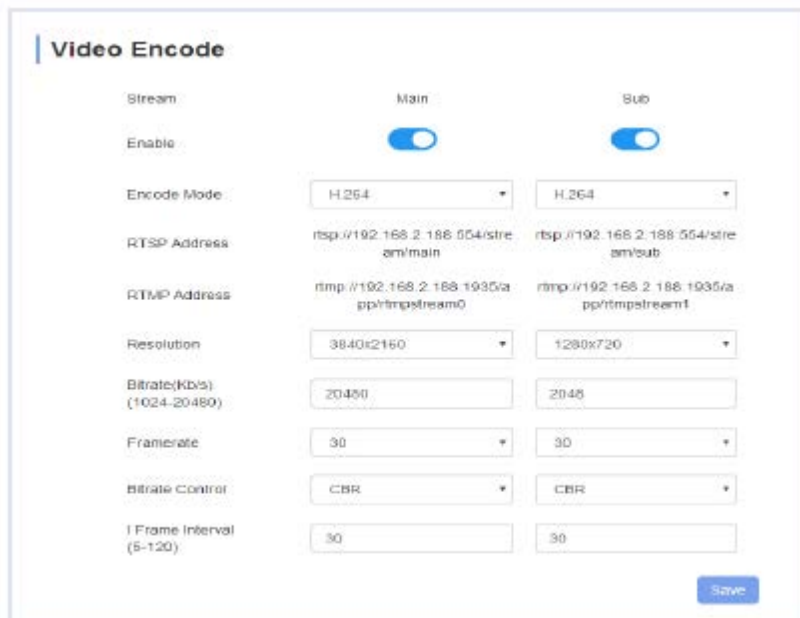 Video Encode
Stream Main Sub
Enable
Encode Mode H.264 H.264
RTSP Address rtsp://192.168.2.188:554/stre rtsp://192.168.2.188:554/stre
am/main am/sub
RTMP Address rtmp://192.168.2.188:1935/a rtmp://192.168.2.188:1935/a
pp/rtmpstream0 pp/rtmpstream1
Resolution 3840x2160 1280x720
Bitrate(Kb/s)
(1024-20480) 20480 2048
Framerate 30 30
Bitrate Control CBR CBR
I Frame Interval
(5-120) 30 30
Save